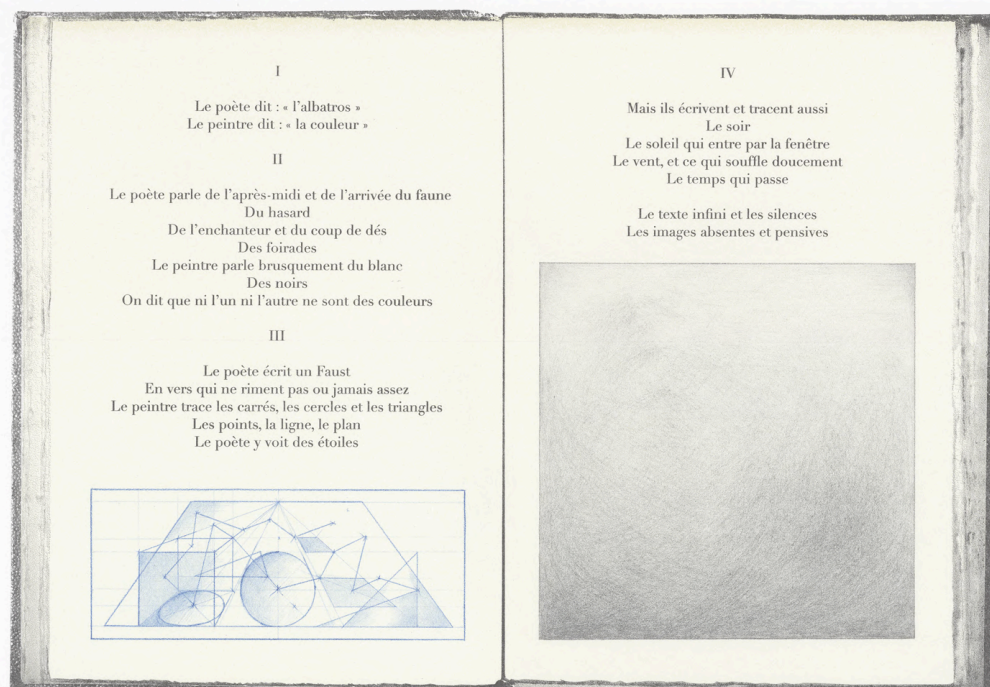 I
Le poète dit : « l’albatros »
Le peintre dit : « la couleur »
II
Le poète parle de l’après-midi et de l’arrivée du faune
Du hasard
De l’enchanteur et du coup de dés
Des foirades
Le peintre parle brusquement du blanc
Des noirs
On dit que ni l’un ni l’autre ne sont des couleurs
III
Le poète écrit un Faust
En vers qui ne riment pas ou jamais assez
Le peintre trace les carrés, les cercles et les triangles
Les points, la ligne, le plan
Le poète y voit des étoiles
IV
Mais ils écrivent et tracent aussi
Le soir
Le soleil qui entre par la fenêtre
Le vent, et ce qui souffle doucement
Le temps qui passe
Le texte infini et les silences
Les images absentes et pensives